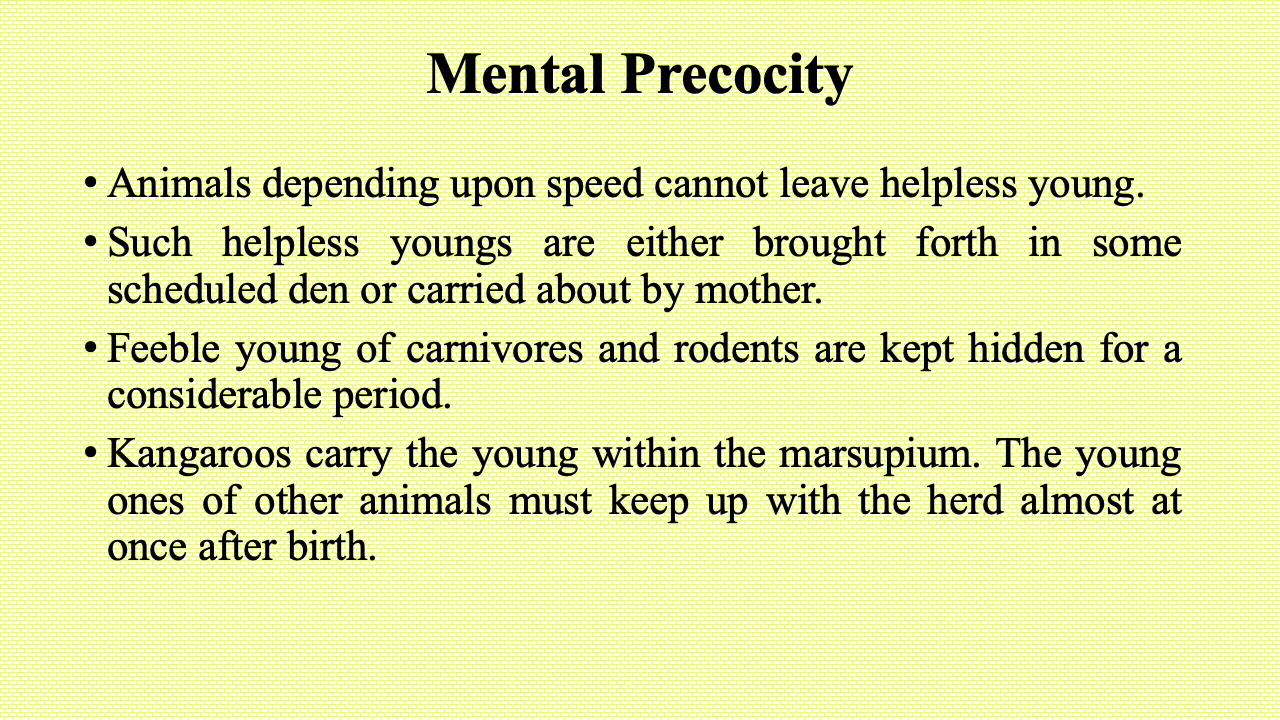 Mental Precocity
• Animals depending upon speed cannot leave helpless young.
• Such helpless youngs are either brought forth in some
scheduled den or carried about by mother.
• Feeble young of carnivores and rodents are kept hidden for a
considerable period.
• Kangaroos carry the young within the marsupium. The young
ones of other animals must keep up with the herd almost at
once after birth.